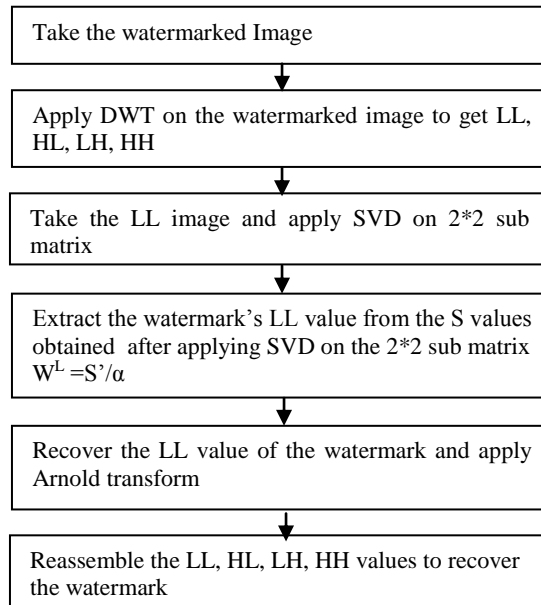 Take the watermarked Image
Apply DWT on the watermarked image to get LL,
HL, LH, HH
Take the LL image and apply SVD on 2*2 sub
matrix
Extract the watermark’s LL value from the S values
obtained after applying SVD on the 2*2 sub matrix
W^L =S’/α
Recover the LL value of the watermark and apply
Arnold transform
Reassemble the LL, HL, LH, HH values to recover
the watermark